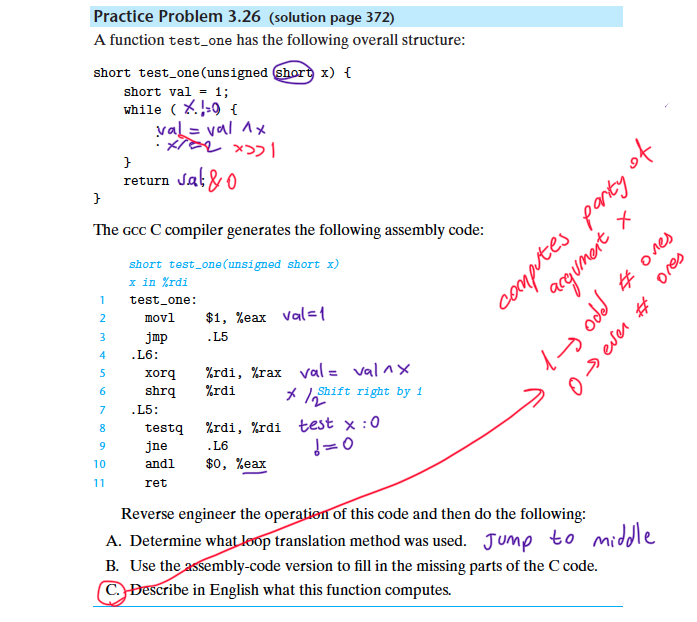 Practice Problem 3.26 (solution page 372)
A function test_one has the following overall structure:
short test_one(unsigned short x) {
short val = 1;
while ( x != 0 {
val = val ^ x
x/=2 x>>1
}
return val & 0
}
The GCC C compiler generates the following assembly code:
short test_one(unsigned short x)
x in %rdi
1 test_one:
2 movl $1, %eax val=1
3 jmp .L5
4 .L6:
5 xorq %rdi, %rax val = val ^ x
6 shrq %rdi x /2 Shift right by 1
7 .L5:
8 testq %rdi, %rdi test x :0
9 jne .L6 !=0
10 andl $0, %eax
11 ret
computes parity of
argument x
1 → odd # ones
0 → even # ones
Reverse engineer the operation of this code and then do the following:
A. Determine what loop translation method was used. Jump to middle
B. Use the assembly-code version to fill in the missing parts of the C code.
C. Describe in English what this function computes.